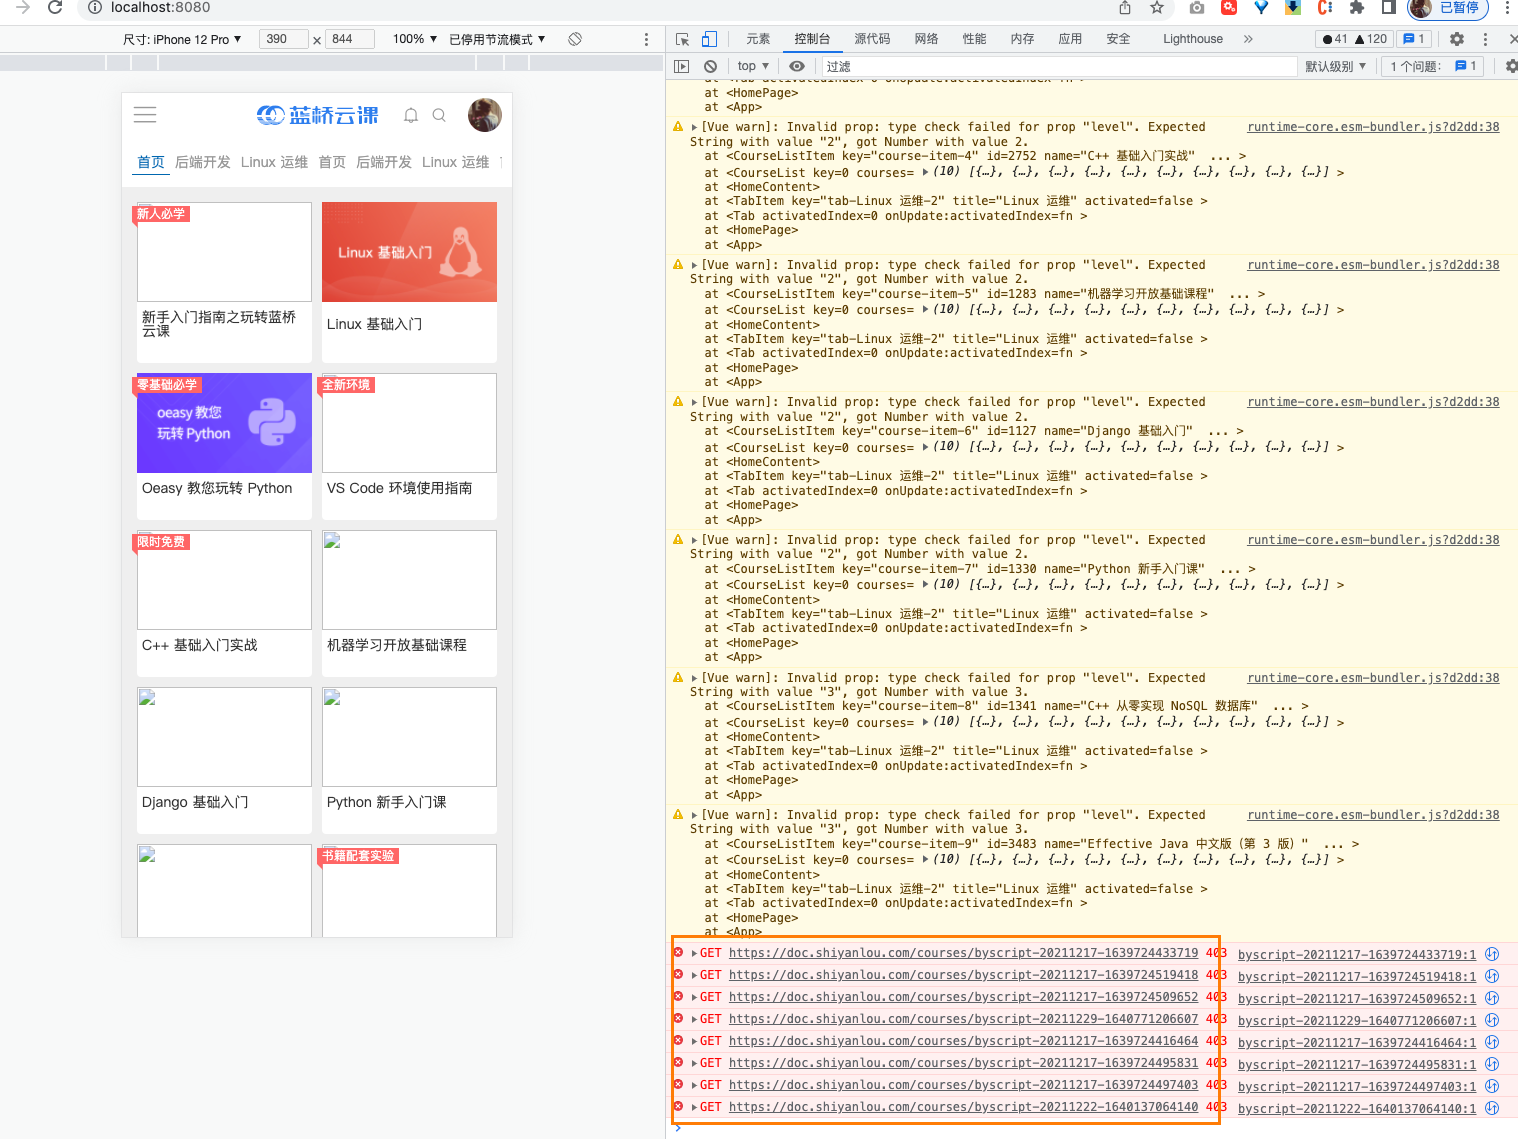 localhost:8080
已暂停
尺寸: iPhone 12 Pro ▼ 390 × 844 100% ▼ 已停用节流模式 ▼
元素 控制台 源代码 网络 性能 内存 应用 安全 Lighthouse » 41 120 1
top ▼ 过滤 默认级别 ▼ 1 个问题: 1
蓝桥云课
首页 后端开发 Linux 运维 首页 后端开发 Linux 运维
新人必学
Linux 基础入门
新手入门指南之玩转蓝桥云课
Linux 基础入门
零基础必学
oeasy 教您
玩转 Python
全新环境
Oeasy 教您玩转 Python
VS Code 环境使用指南
限时免费
C++ 基础入门实战
机器学习开放基础课程
Django 基础入门
Python 新手入门课
书籍配套实验
at <Tab activatedIndex=0 onUpdate:activatedIndex=fn >
at <HomePage>
at <App>
▶[Vue warn]: Invalid prop: type check failed for prop "level". Expected runtime-core.esm-bundler.js?d2dd:38
String with value "2", got Number with value 2.
at <CourseListItem key="course-item-4" id=2752 name="C++ 基础入门实战" ... >
at <CourseList key=0 courses= ▶(10) [{…}, {…}, {…}, {…}, {…}, {…}, {…}, {…}, {…}, {…}] >
at <HomeContent>
at <TabItem key="tab-Linux 运维-2" title="Linux 运维" activated=false >
at <Tab activatedIndex=0 onUpdate:activatedIndex=fn >
at <HomePage>
at <App>
▶[Vue warn]: Invalid prop: type check failed for prop "level". Expected runtime-core.esm-bundler.js?d2dd:38
String with value "2", got Number with value 2.
at <CourseListItem key="course-item-5" id=1283 name="机器学习开放基础课程" ... >
at <CourseList key=0 courses= ▶(10) [{…}, {…}, {…}, {…}, {…}, {…}, {…}, {…}, {…}, {…}] >
at <HomeContent>
at <TabItem key="tab-Linux 运维-2" title="Linux 运维" activated=false >
at <Tab activatedIndex=0 onUpdate:activatedIndex=fn >
at <HomePage>
at <App>
▶[Vue warn]: Invalid prop: type check failed for prop "level". Expected runtime-core.esm-bundler.js?d2dd:38
String with value "2", got Number with value 2.
at <CourseListItem key="course-item-6" id=1127 name="Django 基础入门" ... >
at <CourseList key=0 courses= ▶(10) [{…}, {…}, {…}, {…}, {…}, {…}, {…}, {…}, {…}, {…}] >
at <HomeContent>
at <TabItem key="tab-Linux 运维-2" title="Linux 运维" activated=false >
at <Tab activatedIndex=0 onUpdate:activatedIndex=fn >
at <HomePage>
at <App>
▶[Vue warn]: Invalid prop: type check failed for prop "level". Expected runtime-core.esm-bundler.js?d2dd:38
String with value "2", got Number with value 2.
at <CourseListItem key="course-item-7" id=1330 name="Python 新手入门课" ... >
at <CourseList key=0 courses= ▶(10) [{…}, {…}, {…}, {…}, {…}, {…}, {…}, {…}, {…}, {…}] >
at <HomeContent>
at <TabItem key="tab-Linux 运维-2" title="Linux 运维" activated=false >
at <Tab activatedIndex=0 onUpdate:activatedIndex=fn >
at <HomePage>
at <App>
▶[Vue warn]: Invalid prop: type check failed for prop "level". Expected runtime-core.esm-bundler.js?d2dd:38
String with value "3", got Number with value 3.
at <CourseListItem key="course-item-8" id=1341 name="C++ 从零实现 NoSQL 数据库" ... >
at <CourseList key=0 courses= ▶(10) [{…}, {…}, {…}, {…}, {…}, {…}, {…}, {…}, {…}, {…}] >
at <HomeContent>
at <TabItem key="tab-Linux 运维-2" title="Linux 运维" activated=false >
at <Tab activatedIndex=0 onUpdate:activatedIndex=fn >
at <HomePage>
at <App>
▶[Vue warn]: Invalid prop: type check failed for prop "level". Expected runtime-core.esm-bundler.js?d2dd:38
String with value "3", got Number with value 3.
at <CourseListItem key="course-item-9" id=3483 name="Effective Java 中文版（第 3 版）" ... >
at <CourseList key=0 courses= ▶(10) [{…}, {…}, {…}, {…}, {…}, {…}, {…}, {…}, {…}, {…}] >
at <HomeContent>
at <TabItem key="tab-Linux 运维-2" title="Linux 运维" activated=false >
at <Tab activatedIndex=0 onUpdate:activatedIndex=fn >
at <HomePage>
at <App>
▶GET https://doc.shiyanlou.com/courses/byscript-20211217-1639724433719 403 byscript-20211217-1639724433719:1
▶GET https://doc.shiyanlou.com/courses/byscript-20211217-1639724519418 403 byscript-20211217-1639724519418:1
▶GET https://doc.shiyanlou.com/courses/byscript-20211217-1639724509652 403 byscript-20211217-1639724509652:1
▶GET https://doc.shiyanlou.com/courses/byscript-20211229-1640771206607 403 byscript-20211229-1640771206607:1
▶GET https://doc.shiyanlou.com/courses/byscript-20211217-1639724416464 403 byscript-20211217-1639724416464:1
▶GET https://doc.shiyanlou.com/courses/byscript-20211217-1639724495831 403 byscript-20211217-1639724495831:1
▶GET https://doc.shiyanlou.com/courses/byscript-20211217-1639724497403 403 byscript-20211217-1639724497403:1
▶GET https://doc.shiyanlou.com/courses/byscript-20211222-1640137064140 403 byscript-20211222-1640137064140:1